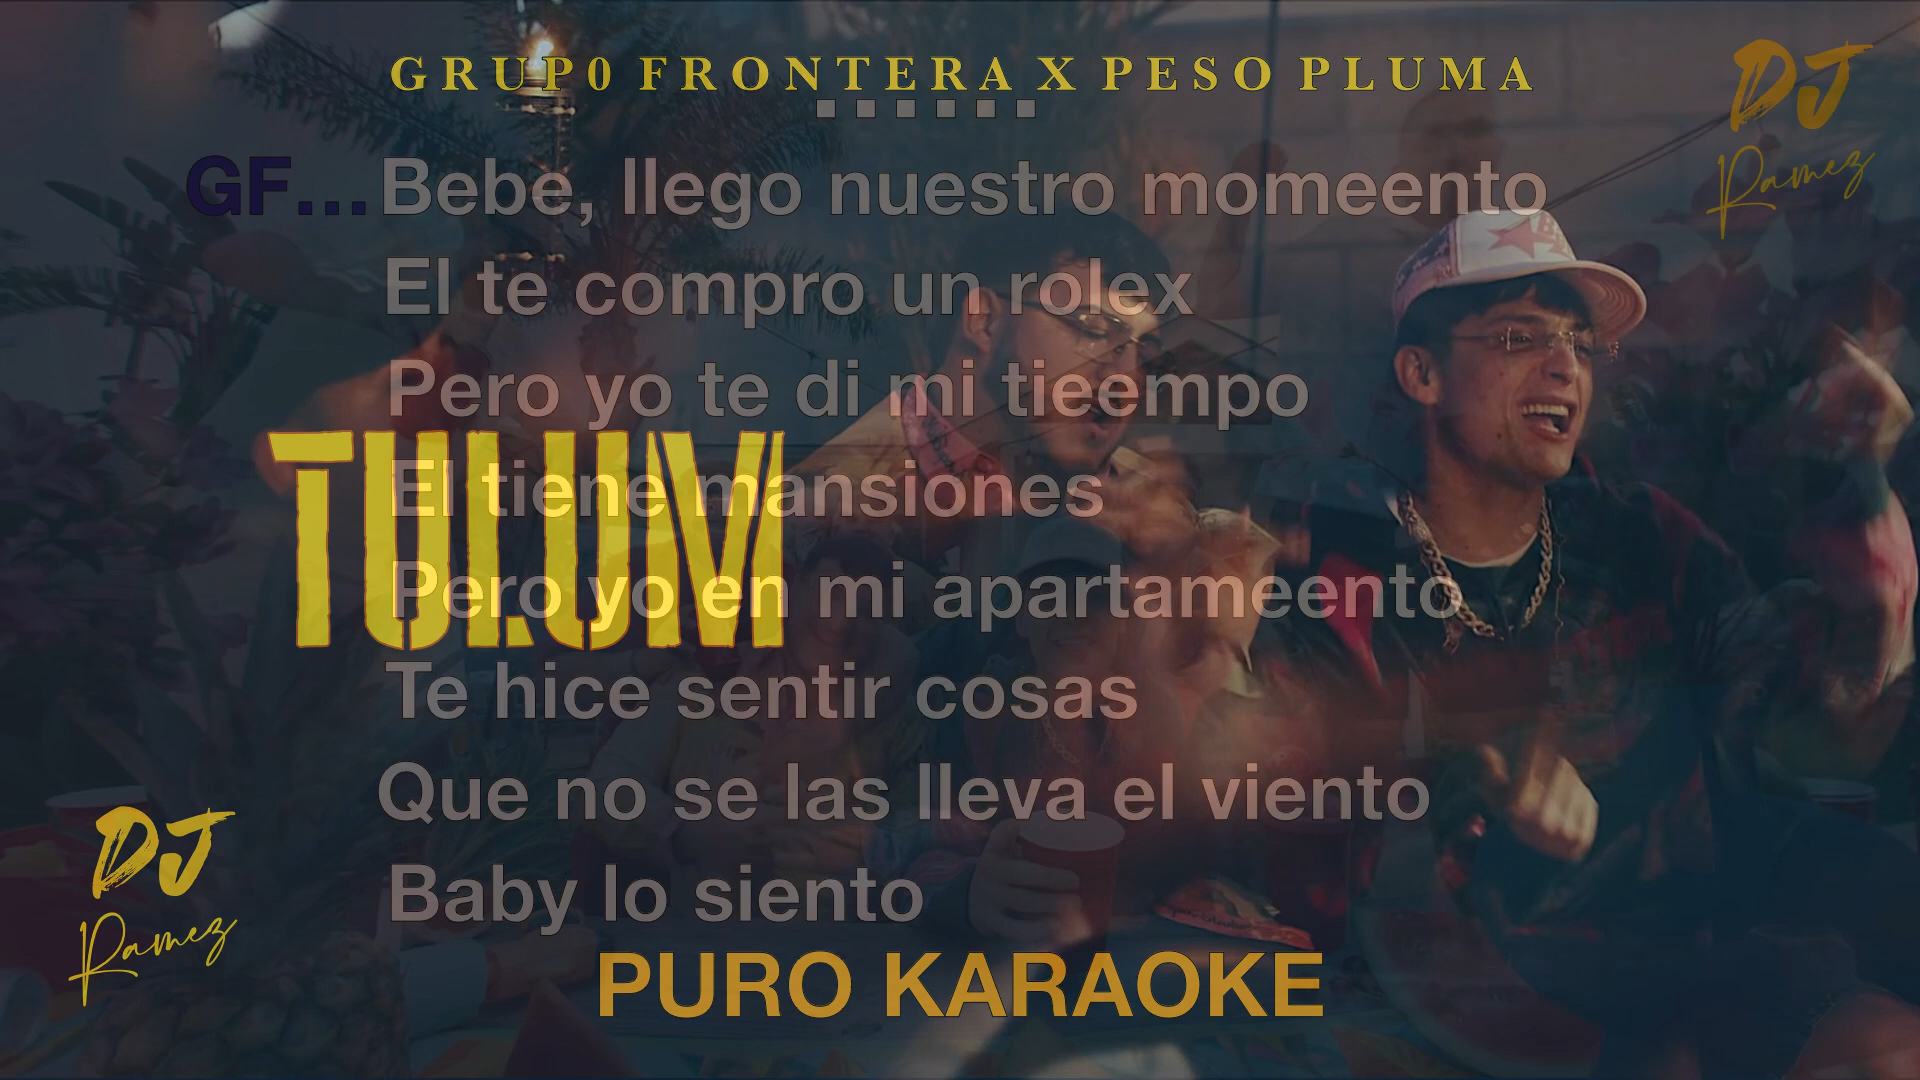 GRUP0 FRONTERA X PESO PLUMA
DJ
Ramez
GF... Bebe, llego nuestro momeento
El te compro un rolex
Pero yo te di mi tieempo
TULUM
El tiene mansiones
Pero yo en mi apartameento
Te hice sentir cosas
Que no se las lleva el viento
Baby lo siento
DJ
Ramez
PURO KARAOKE